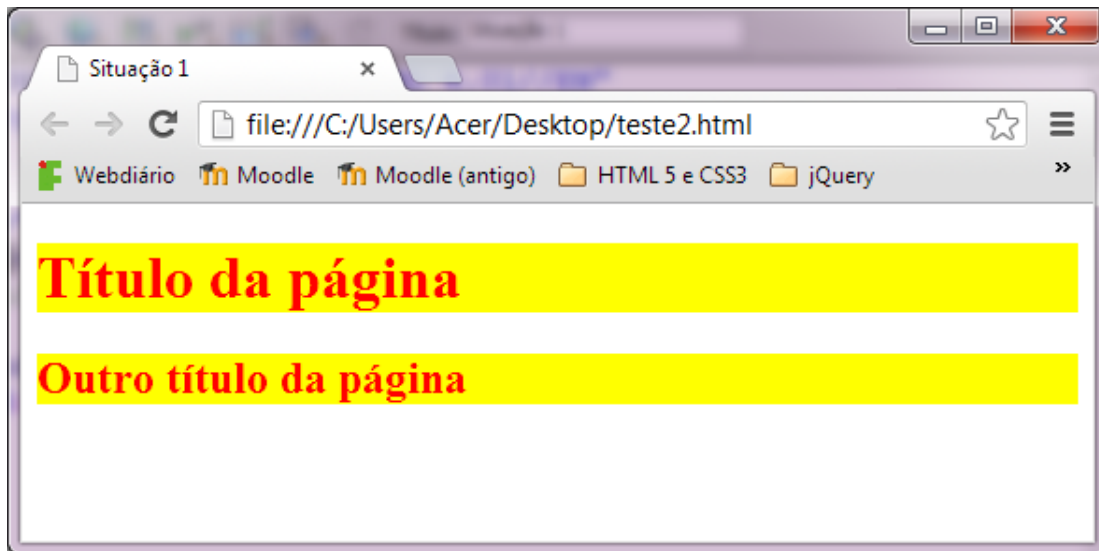 Situação 1
file:///C:/Users/Acer/Desktop/teste2.html
Webdiário Moodle Moodle (antigo) HTML 5 e CSS3 jQuery
Título da página
Outro título da página